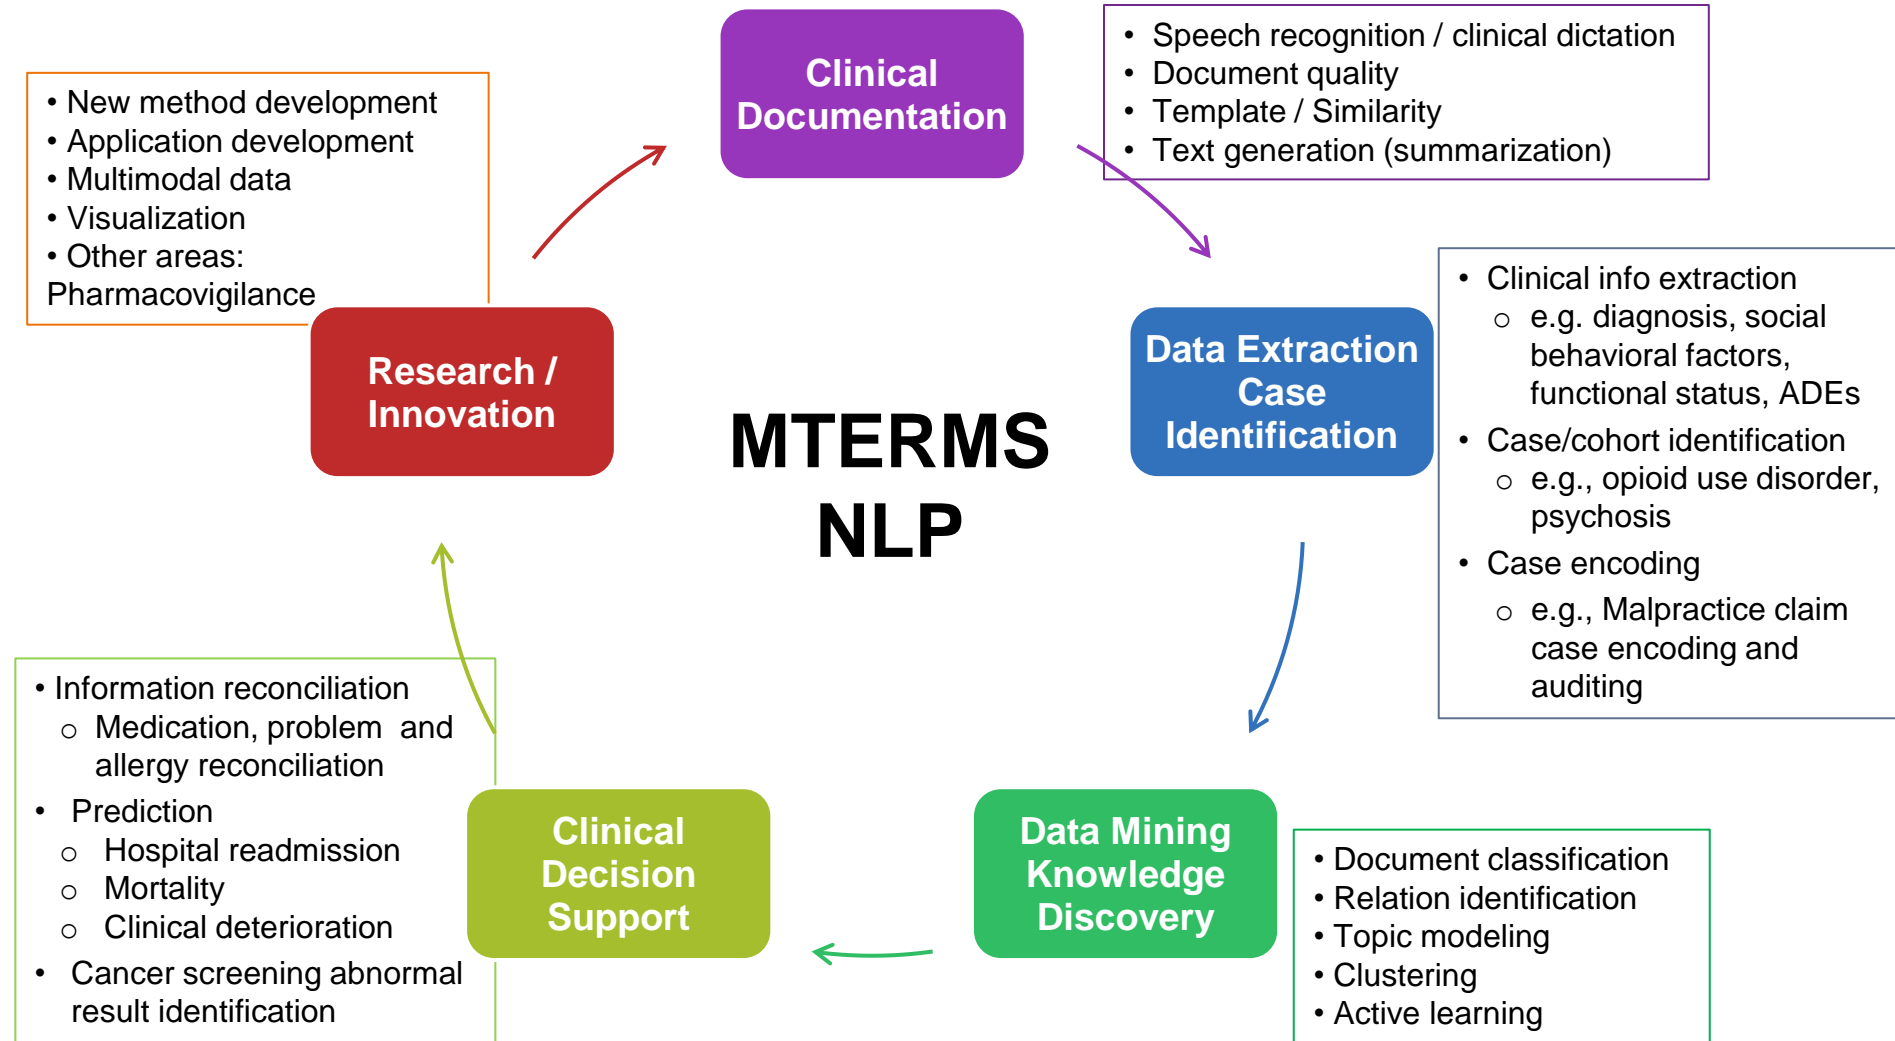 Clinical
Documentation
• Speech recognition / clinical dictation
• Document quality
• Template / Similarity
• Text generation (summarization)
• New method development
• Application development
• Multimodal data
• Visualization
• Other areas:
Pharmacovigilance
Research /
Innovation
Data Extraction
Case
Identification
• Clinical info extraction
o e.g. diagnosis, social
behavioral factors,
functional status, ADEs
• Case/cohort identification
o e.g., opioid use disorder,
psychosis
• Case encoding
o e.g., Malpractice claim
case encoding and
auditing
MTERMS
NLP
• Information reconciliation
o Medication, problem and
allergy reconciliation
• Prediction
o Hospital readmission
o Mortality
o Clinical deterioration
• Cancer screening abnormal
result identification
Clinical
Decision
Support
Data Mining
Knowledge
Discovery
• Document classification
• Relation identification
• Topic modeling
• Clustering
• Active learning